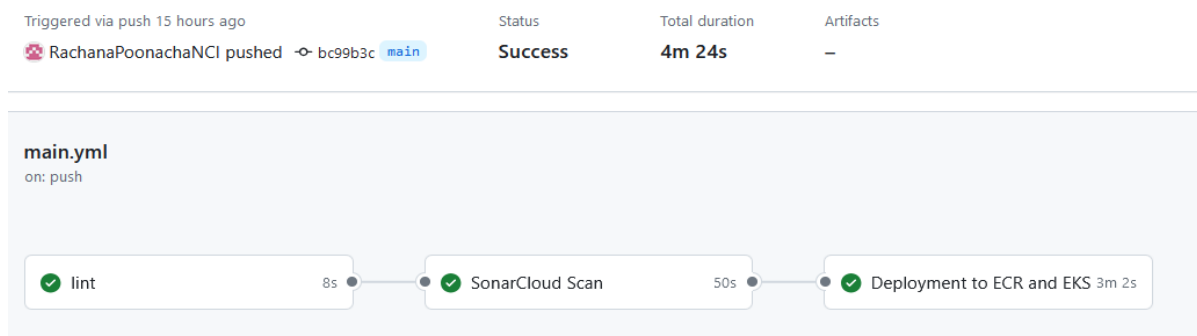 Triggered via push 15 hours ago
Status
Total duration
Artifacts
RachanaPoonachaNCI pushed bc99b3c main
Success
4m 24s
–
main.yml
on: push
lint 8s
SonarCloud Scan 50s
Deployment to ECR and EKS 3m 2s